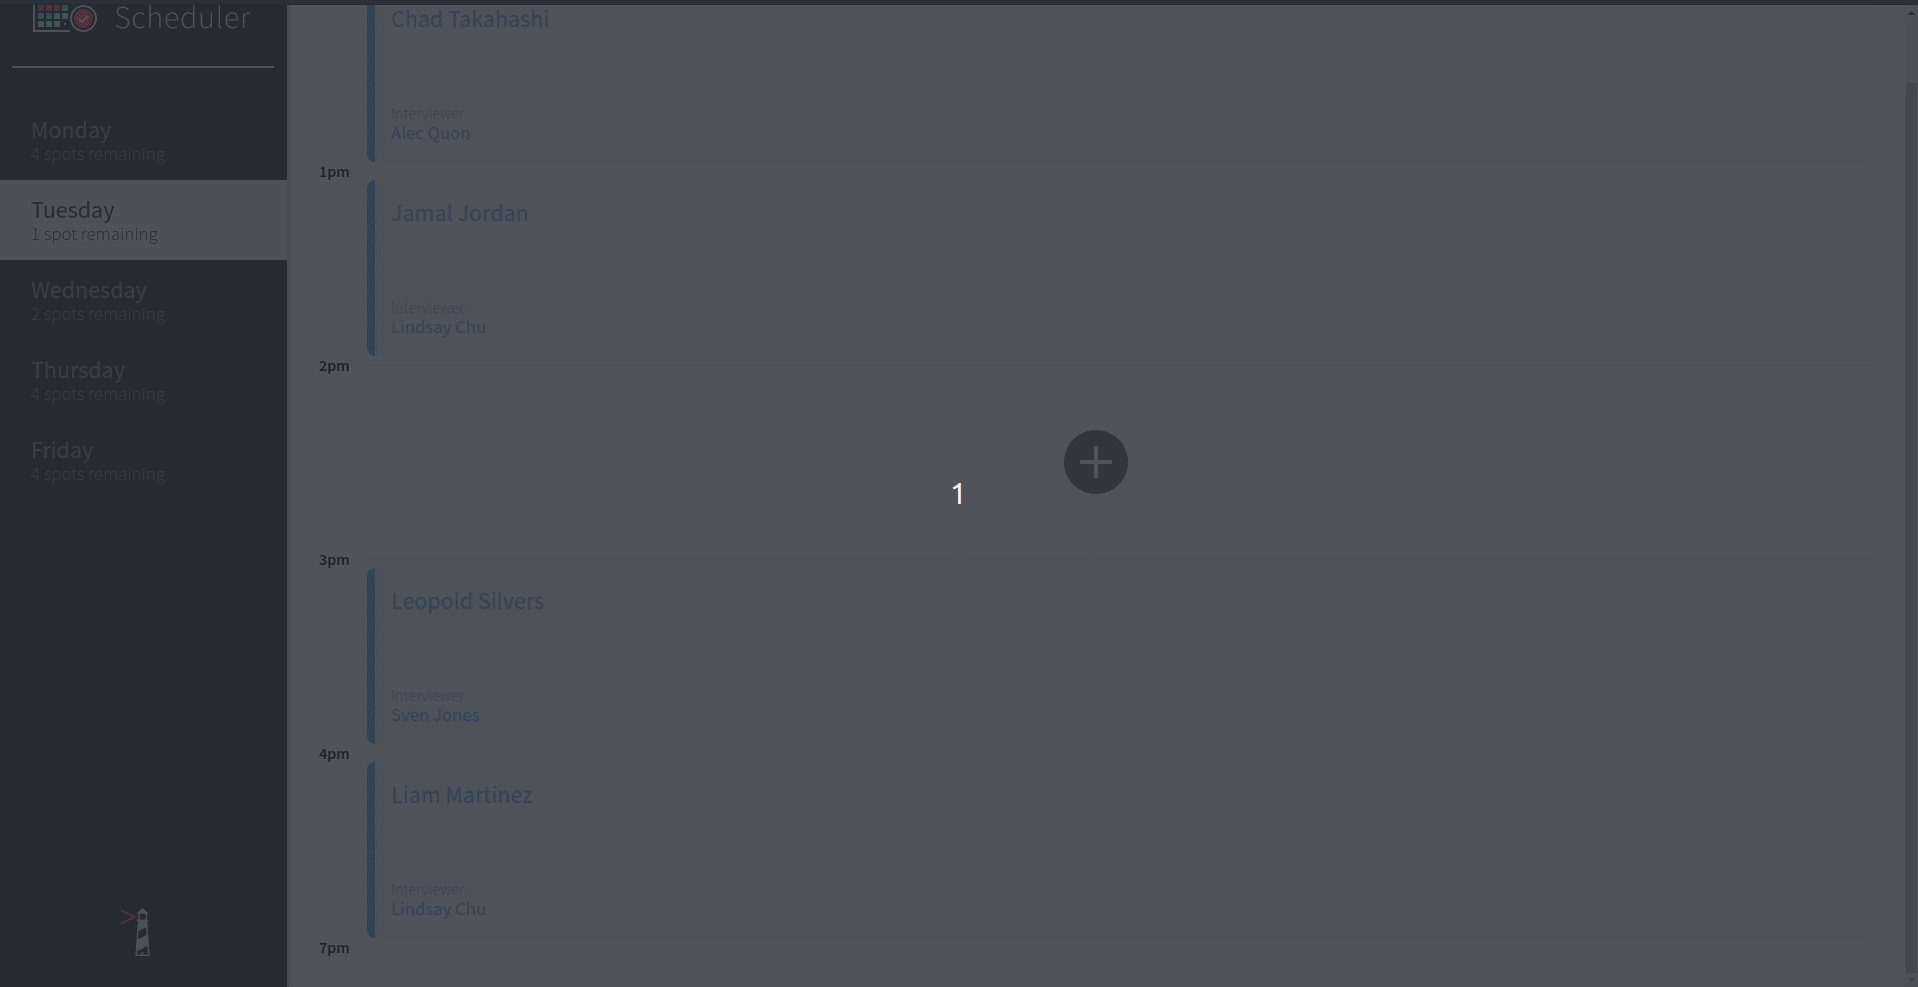 Scheduler
Monday
4 spots remaining
Tuesday
1 spot remaining
Wednesday
2 spots remaining
Thursday
4 spots remaining
Friday
4 spots remaining
Chad Takahashi
Interviewer
Alec Quon
1pm
Jamal Jordan
Interviewer
Lindsay Chu
2pm
1
3pm
Leopold Silvers
Interviewer
Sven Jones
4pm
Liam Martinez
Interviewer
Lindsay Chu
7pm